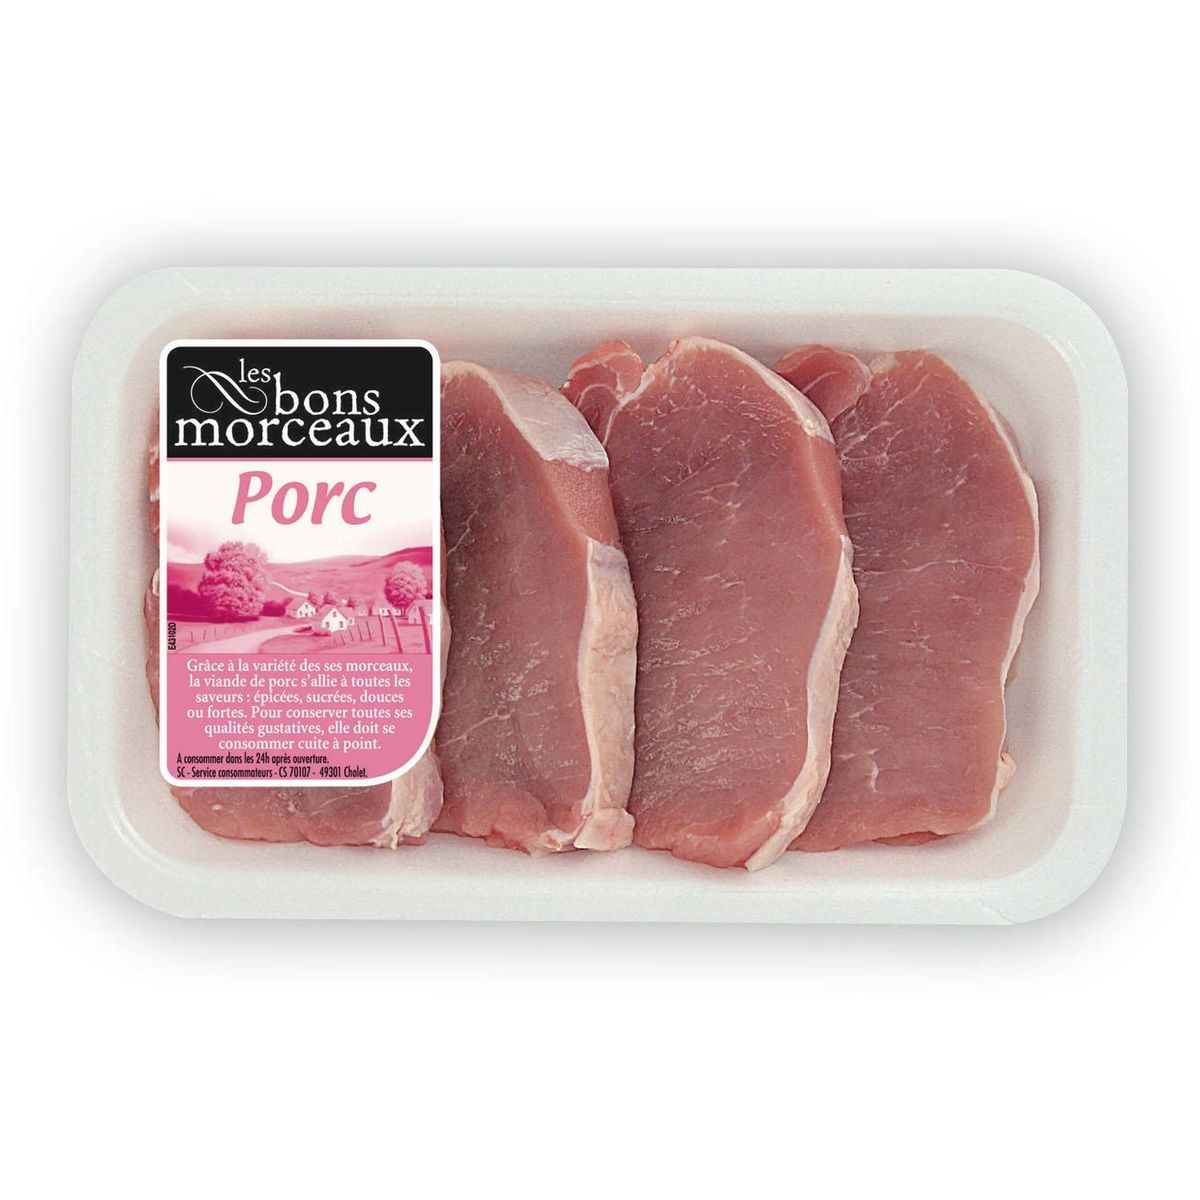 les
bons
morceaux
Porc
E43102D
Grâce à la variété des ses morceaux,
la viande de porc s'allie à toutes les
saveurs : épicées, sucrées, douces
ou fortes. Pour conserver toutes ses
qualités gustatives, elle doit se
consommer cuite à point.
A consommer dans les 24h après ouverture.
SC - Service consommateurs - CS 70107 - 49301 Cholet.